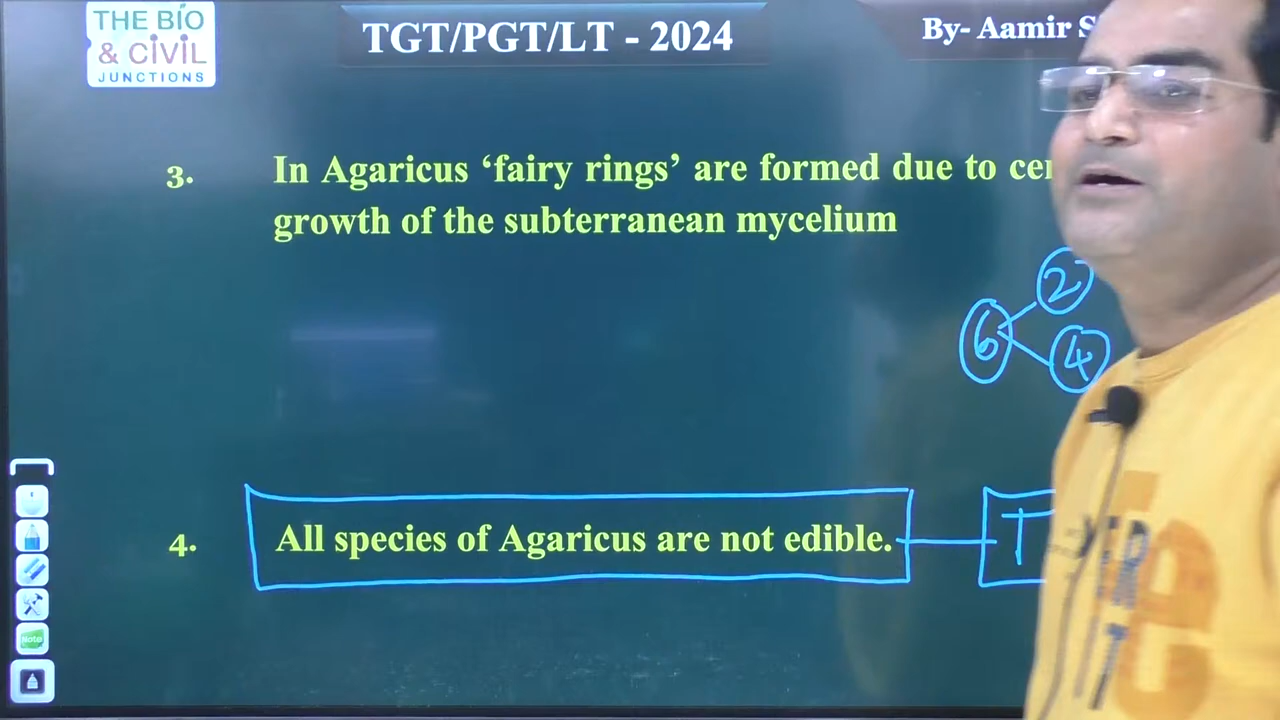 THE BIO
& CIVIL
JUNCTIONS
TGT/PGT/LT - 2024
By- Aamir
3. In Agaricus ‘fairy rings’ are formed due to
growth of the subterranean mycelium
2
6
4
4. All species of Agaricus are not edible. T
Note